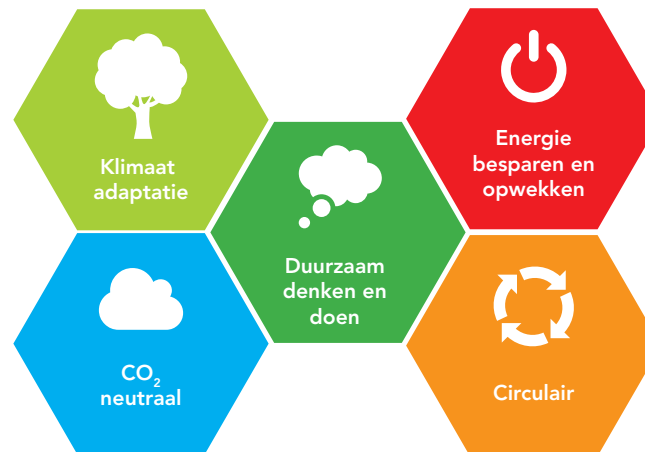 Klimaat
adaptatie
Energie
besparen en
opwekken
Duurzaam
denken en
doen
CO₂
neutraal
Circulair